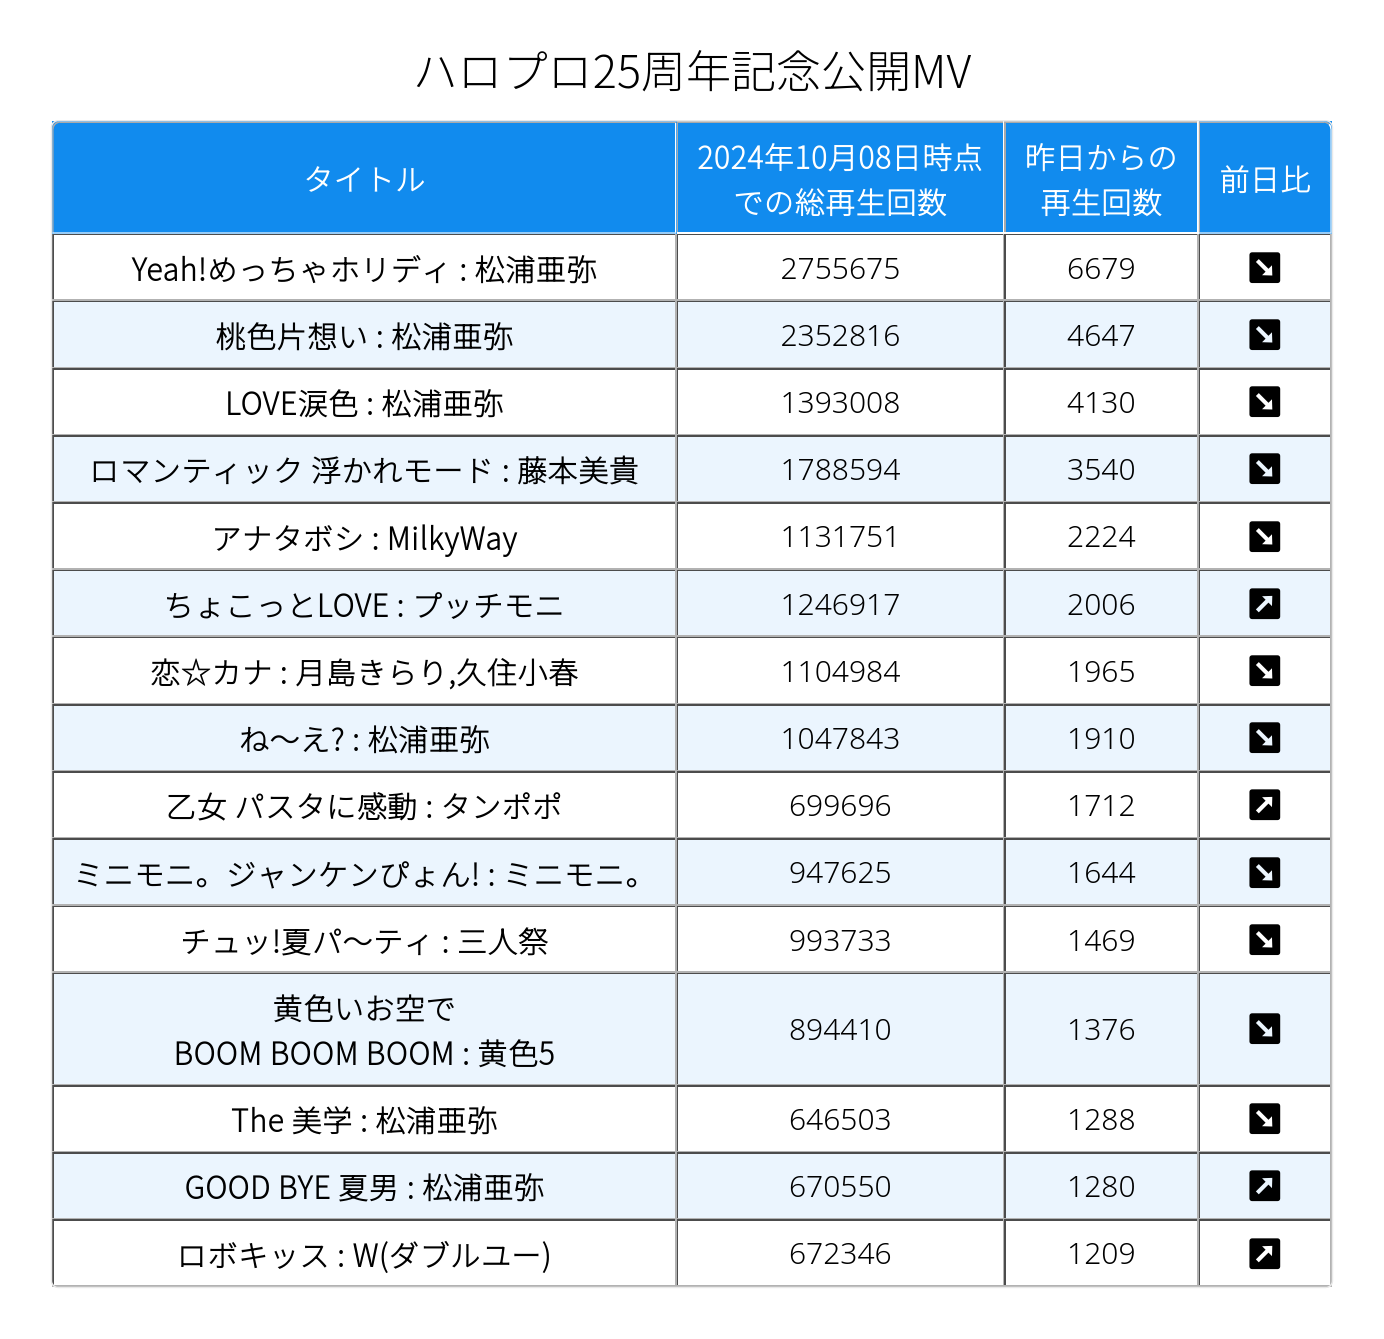 ハロプロ25周年記念公開MV
タイトル
2024年10月08日時点
での総再生回数
昨日からの
再生回数
前日比
Yeah!めっちゃホリディ : 松浦亜弥 2755675 6679 ↘
桃色片想い : 松浦亜弥 2352816 4647 ↘
LOVE涙色 : 松浦亜弥 1393008 4130 ↘
ロマンティック 浮かれモード : 藤本美貴 1788594 3540 ↘
アナタボシ : MilkyWay 1131751 2224 ↘
ちょこっとLOVE : プッチモニ 1246917 2006 ↗
恋☆カナ : 月島きらり,久住小春 1104984 1965 ↘
ね〜え? : 松浦亜弥 1047843 1910 ↘
乙女 パスタに感動 : タンポポ 699696 1712 ↗
ミニモニ。ジャンケンぴょん! : ミニモニ。 947625 1644 ↘
チュッ!夏パ〜ティ : 三人祭 993733 1469 ↘
黄色いお空で
BOOM BOOM BOOM : 黄色5 894410 1376 ↘
The 美学 : 松浦亜弥 646503 1288 ↘
GOOD BYE 夏男 : 松浦亜弥 670550 1280 ↗
ロボキッス : W(ダブルユー) 672346 1209 ↗